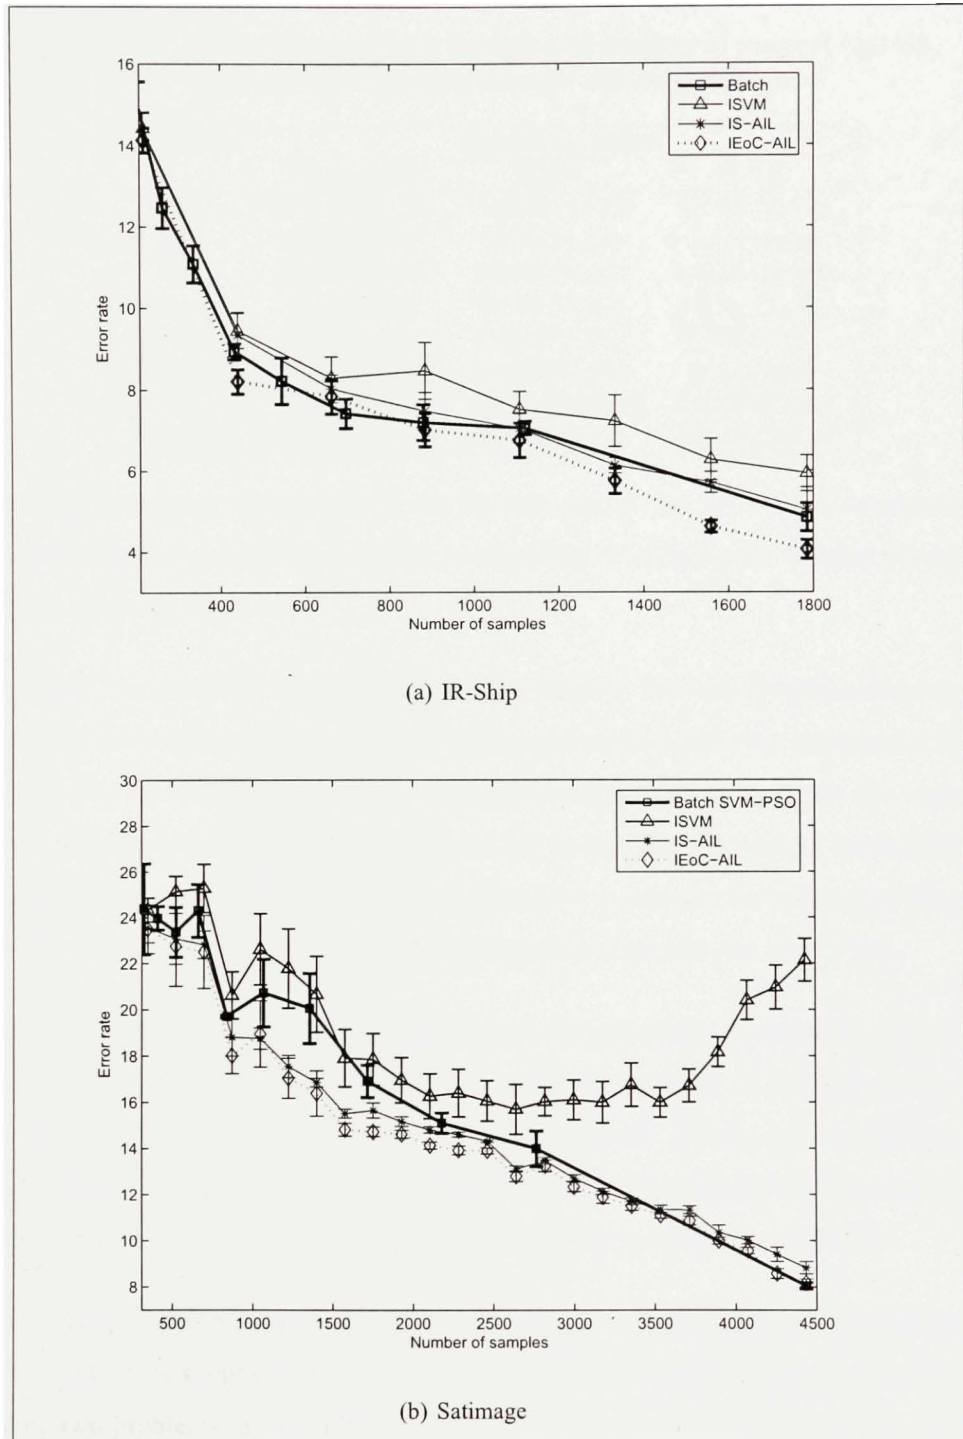 16
14
12
10
8
6
4
Error rate
Batch
ISVM
IS-AIL
IEoC-AIL
400 600 800 1000 1200 1400 1600 1800
Number of samples
(a) IR-Ship
30
28
26
24
22
20
18
16
14
12
10
8
Error rate
Batch SVM-PSO
ISVM
IS-AIL
IEoC-AIL
500 1000 1500 2000 2500 3000 3500 4000 4500
Number of samples
(b) Satimage